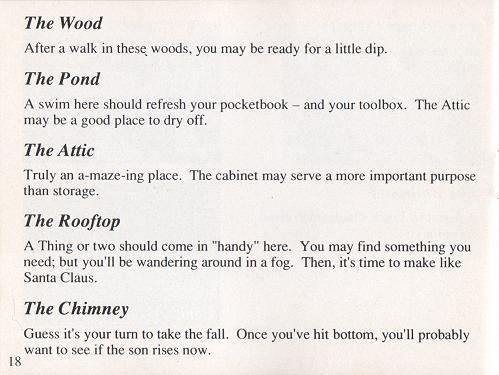 The Wood
After a walk in these woods, you may be ready for a little dip.
The Pond
A swim here should refresh your pocketbook – and your toolbox. The Attic
may be a good place to dry off.
The Attic
Truly an a-maze-ing place. The cabinet may serve a more important purpose
than storage.
The Rooftop
A Thing or two should come in "handy" here. You may find something you
need; but you'll be wandering around in a fog. Then, it's time to make like
Santa Claus.
The Chimney
Guess it's your turn to take the fall. Once you've hit bottom, you'll probably
want to see if the son rises now.
18